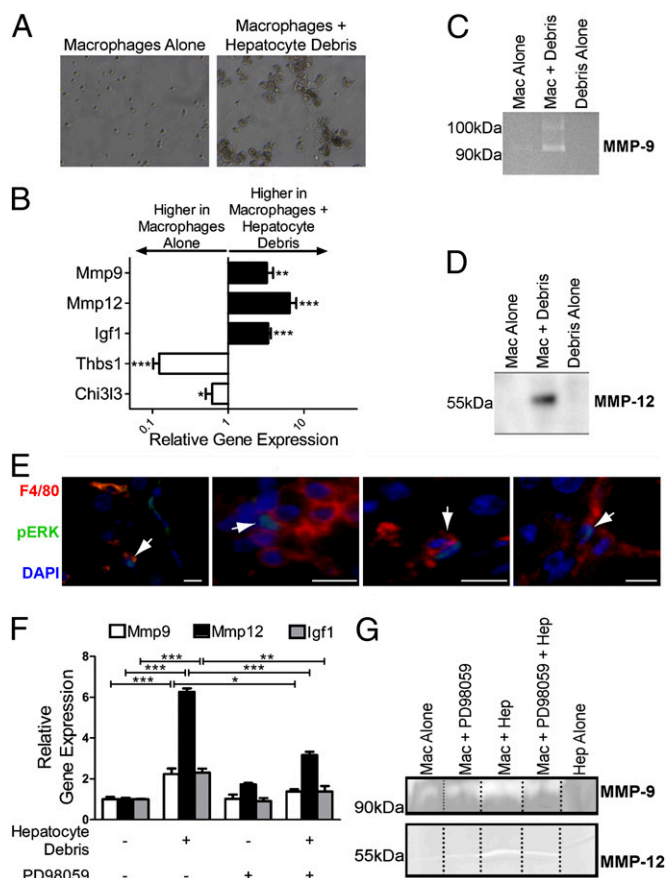 A
Macrophages Alone
Macrophages +
Hepatocyte Debris
B
Higher in
Macrophages
Alone
Higher in
Macrophages +
Hepatocyte
Debris
Mmp9
**
Mmp12
***
Igf1
***
Thbs1
***
Chi3l3
*
0.1
1
10
Relative Gene Expression
C
Mac Alone
Mac + Debris
Debris Alone
100kDa
90kDa
MMP-9
D
Mac Alone
Mac + Debris
Debris Alone
55kDa
MMP-12
E
F4/80
pERK
DAPI
F
Mmp9
Mmp12
Igf1
*** **
*** ***
*** *
Relative
Gene Expression
8
6
4
2
0
Hepatocyte
Debris
- + - +
PD98059
- - + +
G
Mac Alone
Mac + PD98059
Mac + Hep
Mac + PD98059 + Hep
Hep Alone
90kDa
MMP-9
55kDa
MMP-12